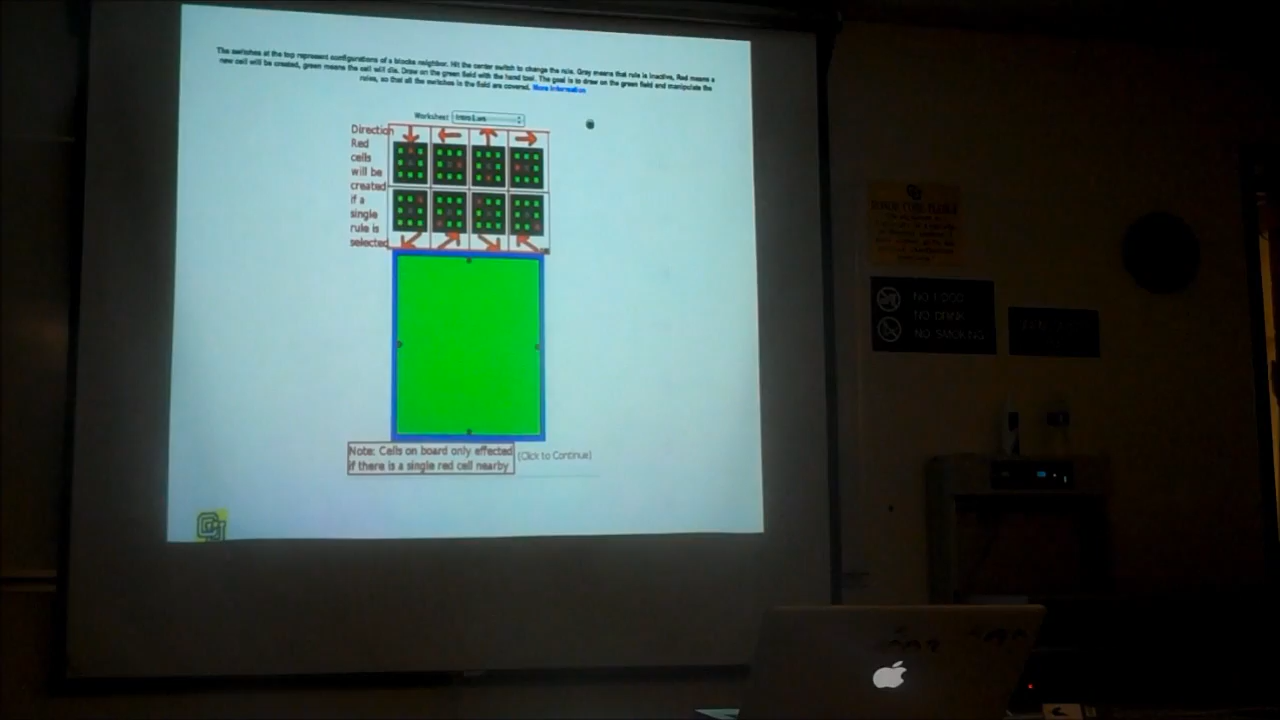 The switches at the top represent configurations of a blocks neighbor. Hit the center switch to change the rule. Gray means that rule is inactive, Red means a
new cell will be created, green means the cell will die. Draw on the green field with the hand tool. The goal is to draw on the green field and manipulate the
rules, so that all the switches in the field are covered. More Information
Worksheet
Direction
Red
cells
will be
created
if a
single
rule is
selected
Note: Cells on board only effected
if there is a single red cell nearby
(Click to Continue)
CU
NO FOOD
NO DRINK
NO SMOKING